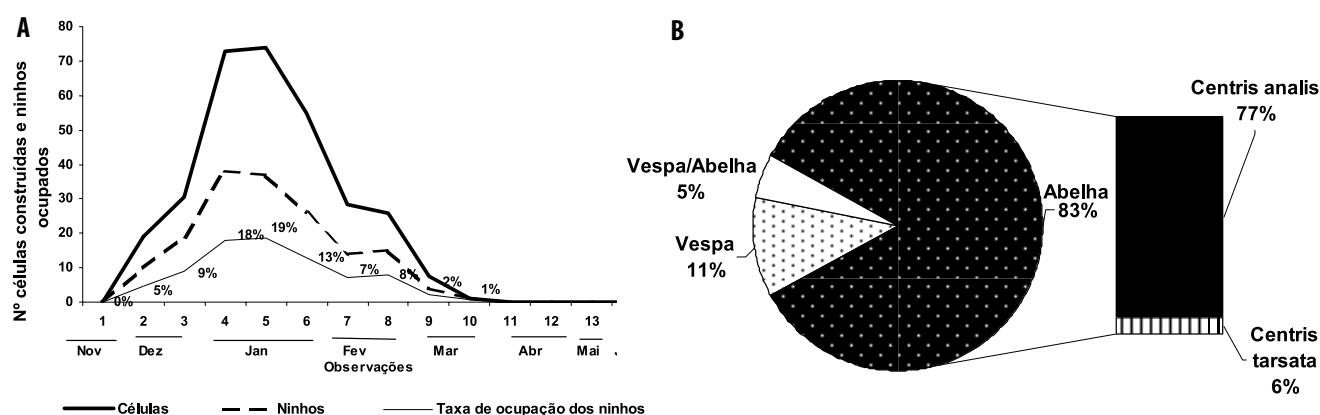 A
Nº células construídas e ninhos
ocupados
80
70
60
50
40
30
20
10
0
0%
5%
9%
18%
19%
13%
7%
8%
2%
1%
1 2 3 4 5 6 7 8 9 10 11 12 13
Nov Dez Jan Fev Mar Abr Mai
Observações
Células Ninhos Taxa de ocupação dos ninhos
B
Vespa/Abelha
5%
Vespa
11%
Abelha
83%
Centris analis
77%
Centris
tarsata
6%